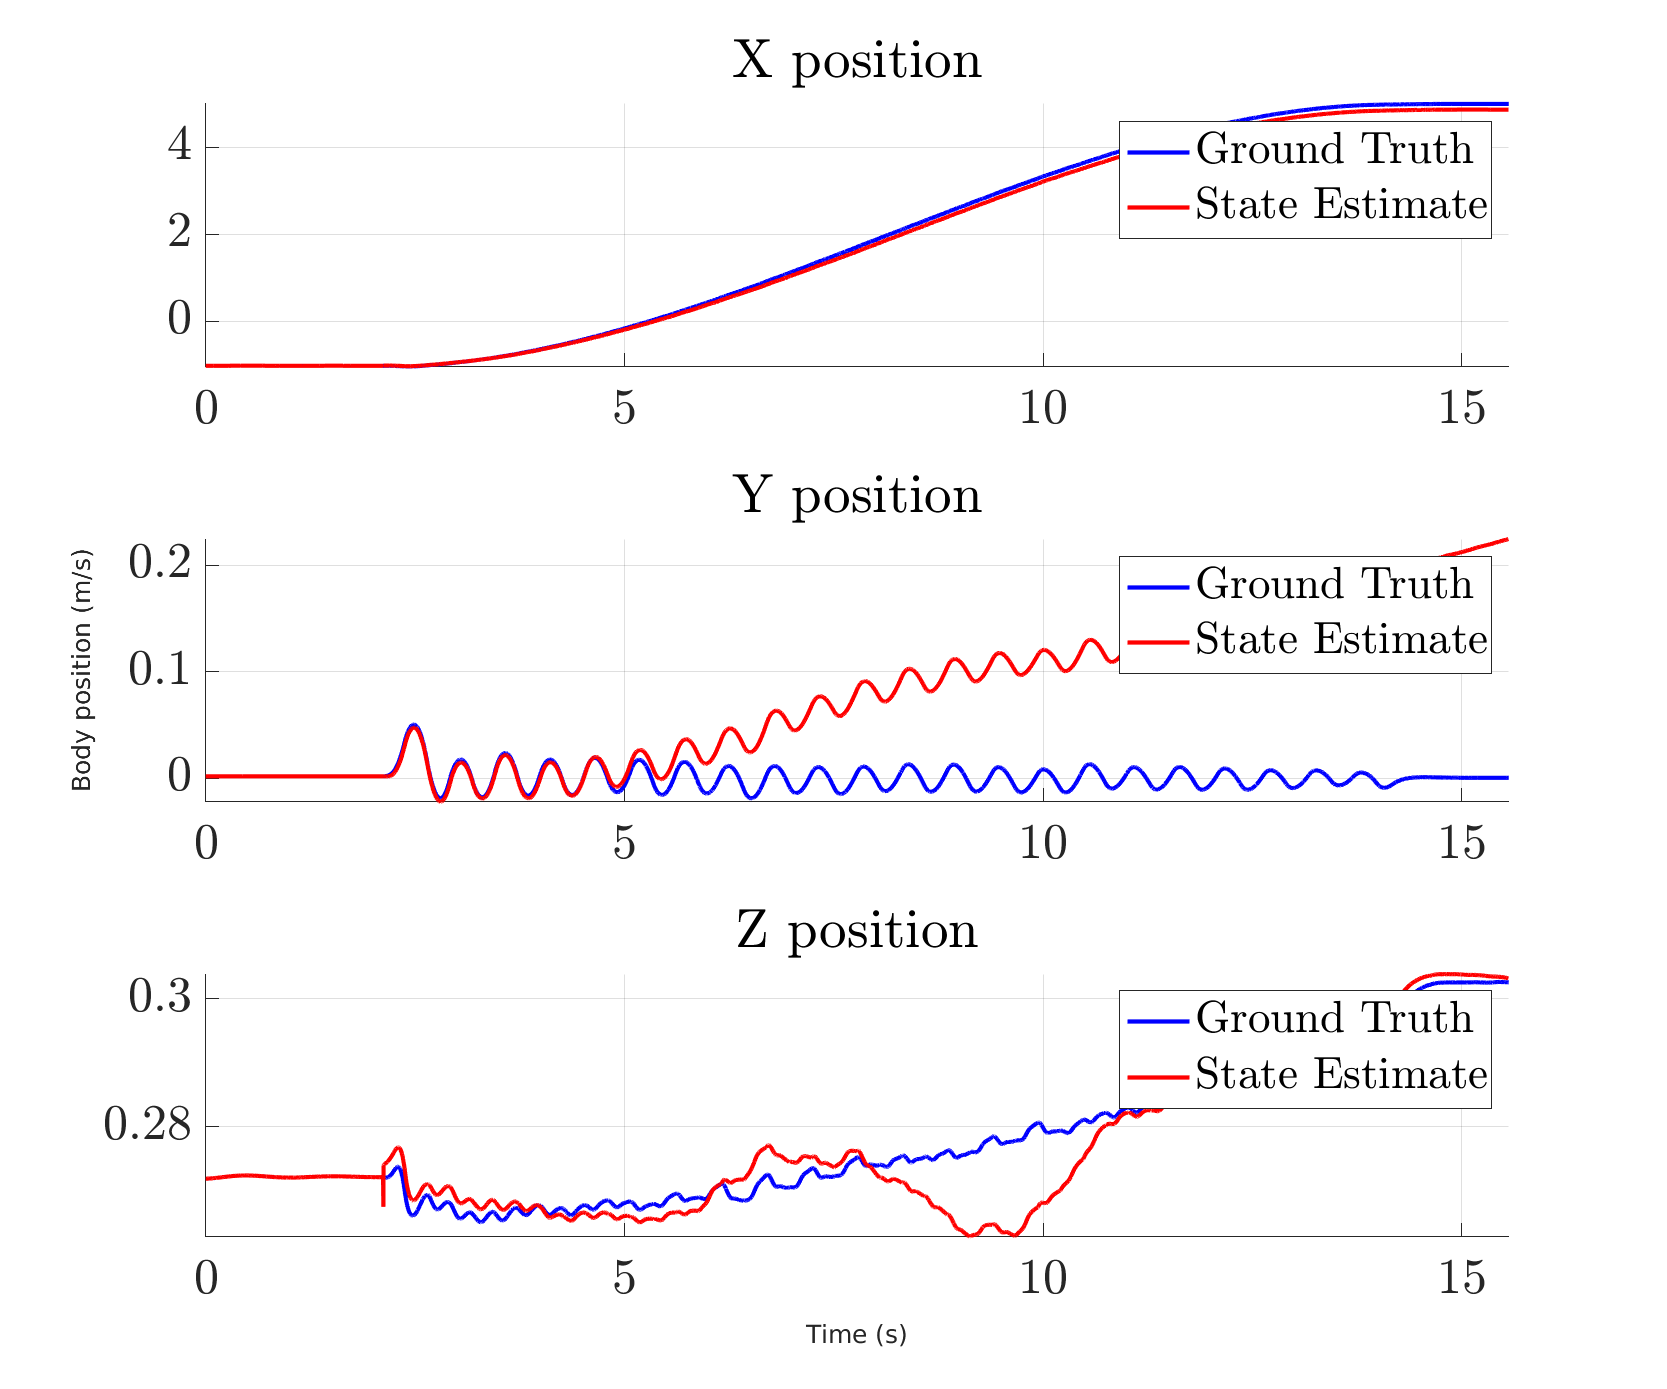 X position
4
2
0
Ground Truth
State Estimate
0 5 10 15
Y position
Body position (m/s)
0.2
0.1
0
Ground Truth
State Estimate
0 5 10 15
Z position
0.3
0.28
Ground Truth
State Estimate
0 5 10 15
Time (s)